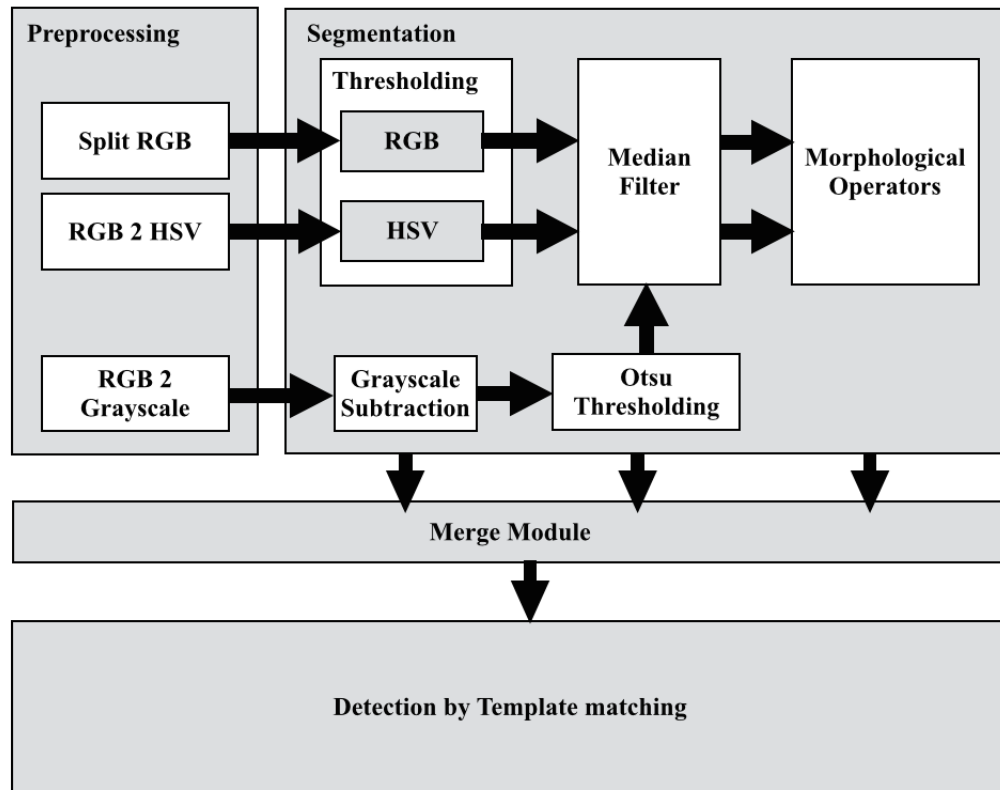 Preprocessing
Split RGB
RGB 2 HSV
RGB 2
Grayscale
Segmentation
Thresholding
RGB
HSV
Median
Filter
Morphological
Operators
Grayscale
Subtraction
Otsu
Thresholding
Merge Module
Detection by Template matching